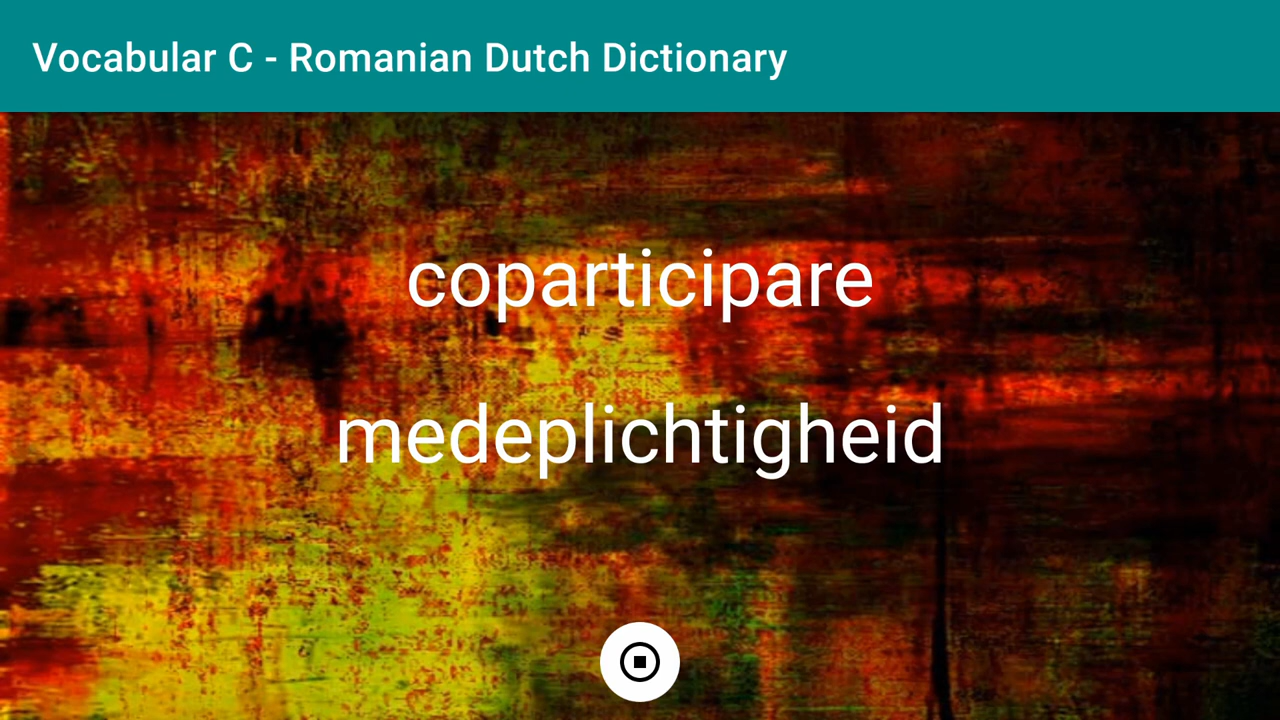 Vocabular C - Romanian Dutch Dictionary
coparticipare
medeplichtigheid